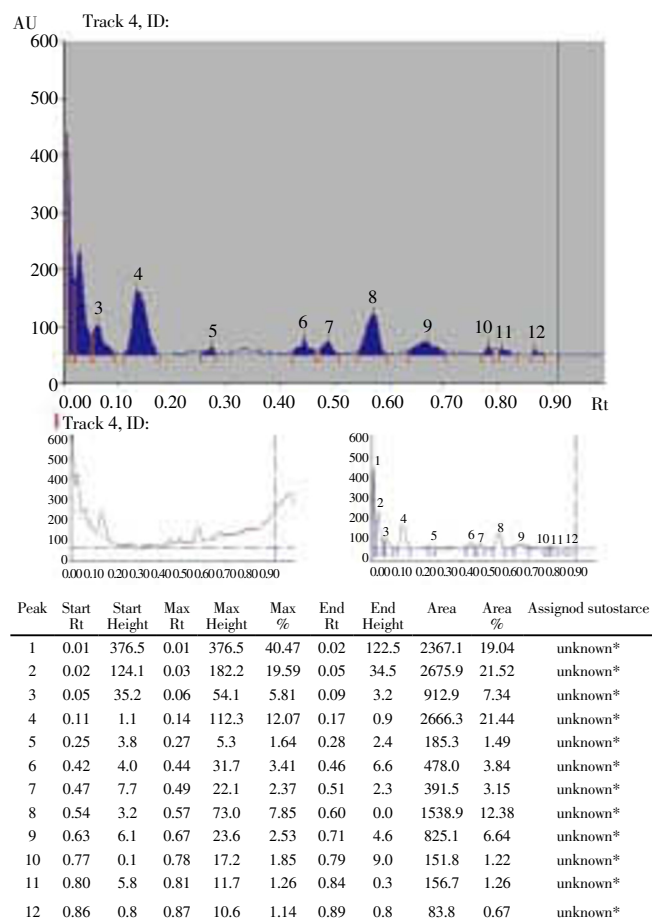 AU Track 4, ID:
600
500
400
300
200
100
0
3
4
5
6
7
8
9
10
11
12
0.00 0.10 0.20 0.30 0.40 0.50 0.60 0.70 0.80 0.90 Rt
Track 4, ID:
600
500
400
300
200
100
0
0.00 0.10 0.20 0.30 0.40 0.50 0.60 0.70 0.80 0.90
600
500
400
300
200
100
0
1
2
3
4
5
6
7
8
9
10
11
12
0.00 0.10 0.20 0.30 0.40 0.50 0.60 0.70 0.80 0.90
Peak Start Start Max Max Max End End Area Area Assignod sutostarce
Rt Height Rt Height % Rt Height %
1 0.01 376.5 0.01 376.5 40.47 0.02 122.5 2367.1 19.04 unknown*
2 0.02 124.1 0.03 182.2 19.59 0.05 34.5 2675.9 21.52 unknown*
3 0.05 35.2 0.06 54.1 5.81 0.09 3.2 912.9 7.34 unknown*
4 0.11 1.1 0.14 112.3 12.07 0.17 0.9 2666.3 21.44 unknown*
5 0.25 3.8 0.27 5.3 1.64 0.28 2.4 185.3 1.49 unknown*
6 0.42 4.0 0.44 31.7 3.41 0.46 6.6 478.0 3.84 unknown*
7 0.47 7.7 0.49 22.1 2.37 0.51 2.3 391.5 3.15 unknown*
8 0.54 3.2 0.57 73.0 7.85 0.60 0.0 1538.9 12.38 unknown*
9 0.63 6.1 0.67 23.6 2.53 0.71 4.6 825.1 6.64 unknown*
10 0.77 0.1 0.78 17.2 1.85 0.79 9.0 151.8 1.22 unknown*
11 0.80 5.8 0.81 11.7 1.26 0.84 0.3 156.7 1.26 unknown*
12 0.86 0.8 0.87 10.6 1.14 0.89 0.8 83.8 0.67 unknown*